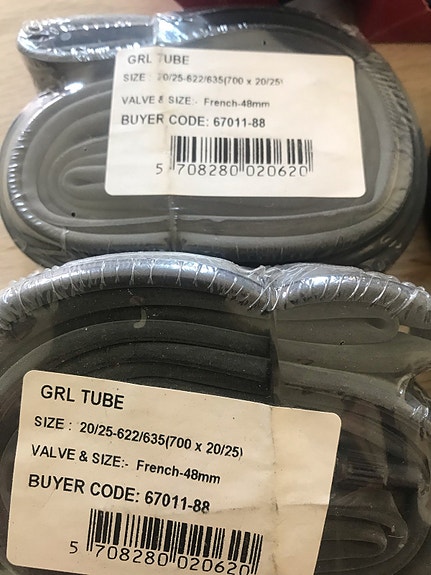 GRL TUBE
SIZE : 20/25-622/635(700 x 20/25)
VALVE & SIZE:- French-48mm
BUYER CODE: 67011-88
5 708280 020620
GRL TUBE
SIZE : 20/25-622/635(700 x 20/25)
VALVE & SIZE:- French-48mm
BUYER CODE: 67011-88
5 708280 020620